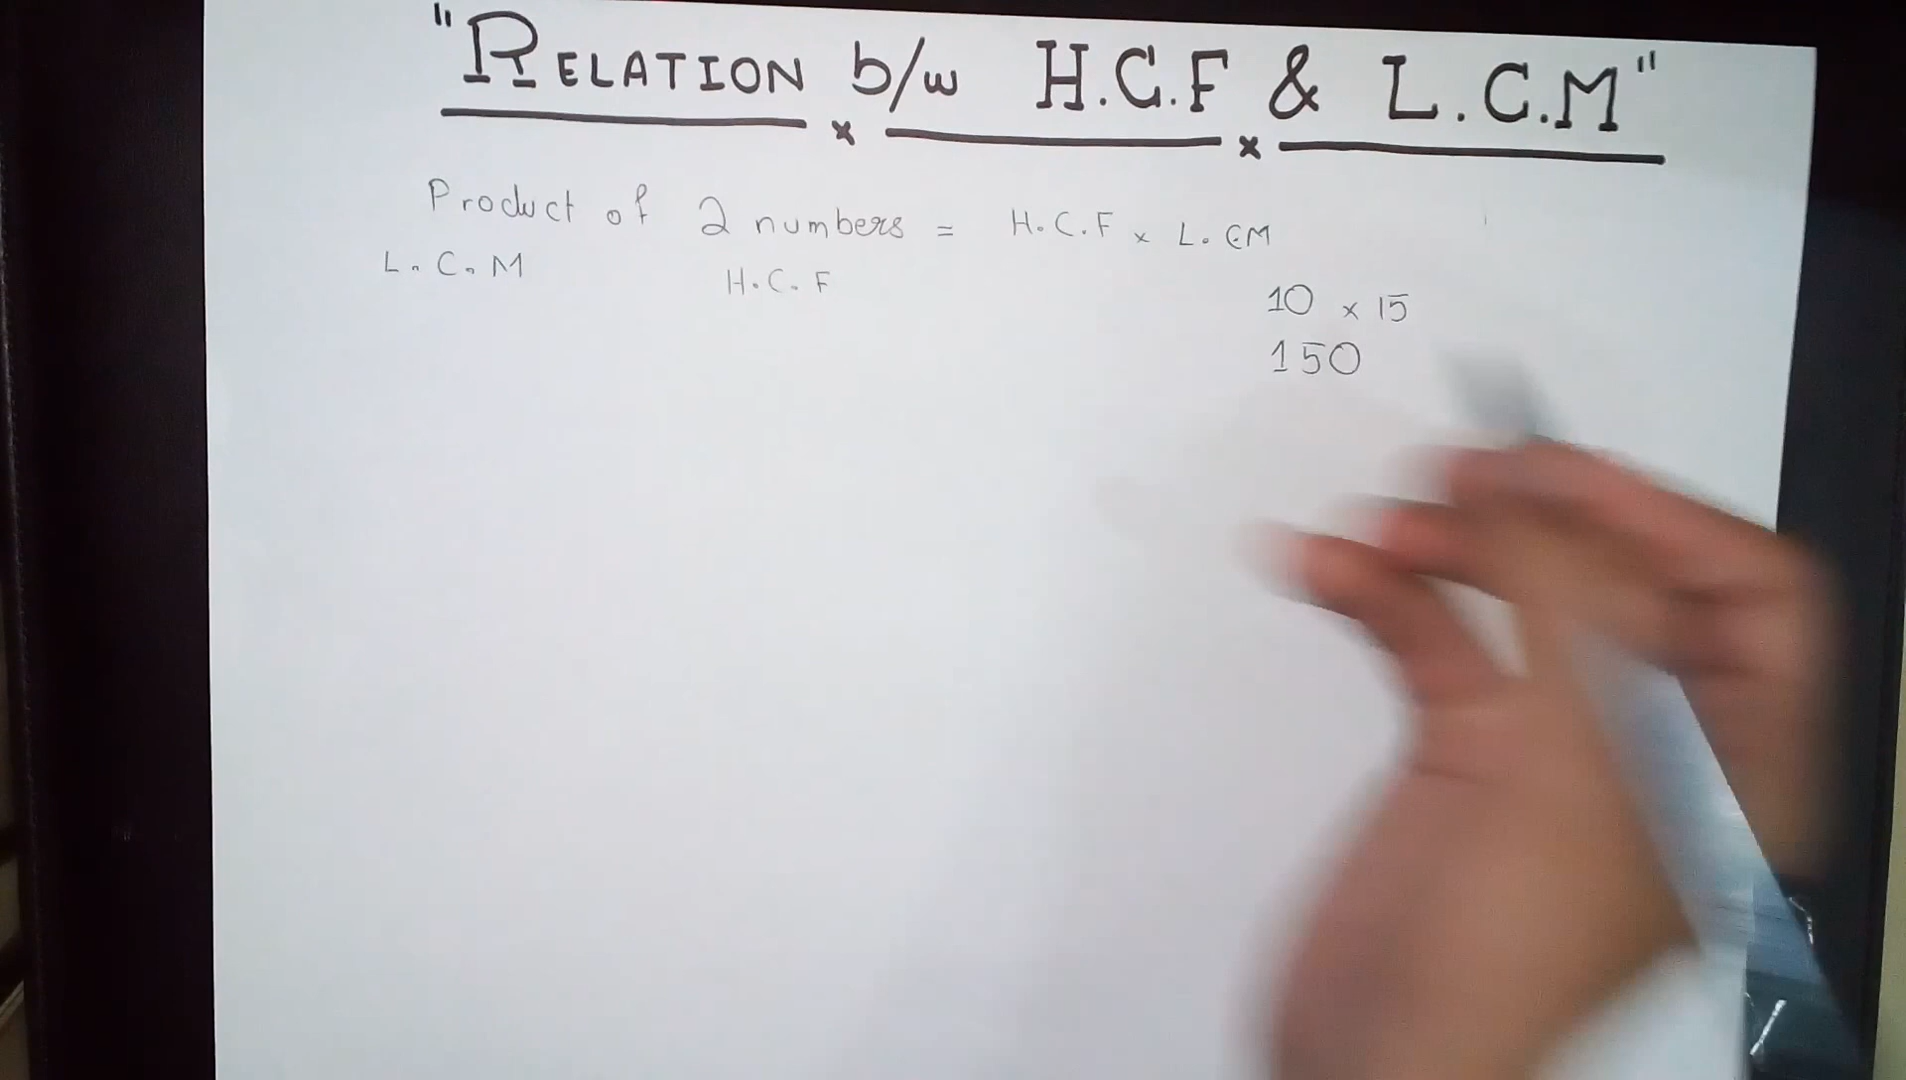 "RELATION b/w H.C.F & L.C.M"
Product of 2 numbers = H.C.F x L.CM
L.C.M H.C.F
10 x 15
150